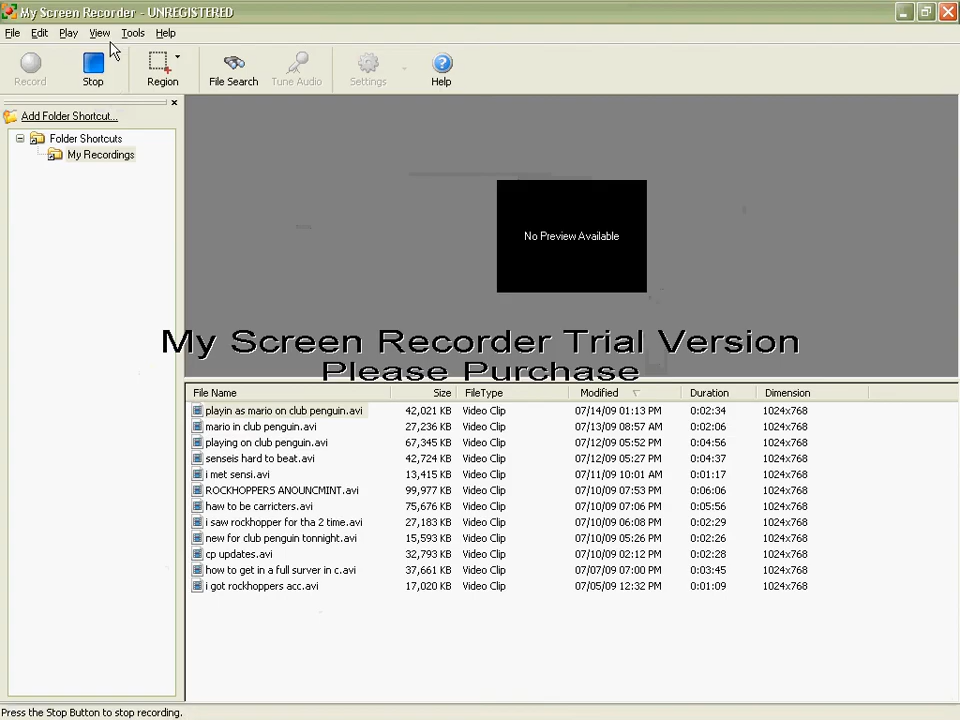 My Screen Recorder - UNREGISTERED
File Edit Play View Tools Help
Record Stop Region File Search Tune Audio Settings Help
Add Folder Shortcut...
Folder Shortcuts
My Recordings
No Preview Available
My Screen Recorder Trial Version
Please Purchase
File Name Size FileType Modified Duration Dimension
playin as mario on club penguin.avi 42,021 KB Video Clip 07/14/09 01:13 PM 0:02:34 1024x768
mario in club penguin.avi 27,236 KB Video Clip 07/13/09 08:57 AM 0:02:06 1024x768
playing on club penguin.avi 67,345 KB Video Clip 07/12/09 05:52 PM 0:04:56 1024x768
senseis hard to beat.avi 42,724 KB Video Clip 07/12/09 05:27 PM 0:04:37 1024x768
i met sensi.avi 13,415 KB Video Clip 07/11/09 10:01 AM 0:01:17 1024x768
ROCKHOPPERS ANOUNCMINT.avi 99,977 KB Video Clip 07/10/09 07:53 PM 0:06:06 1024x768
haw to be carricters.avi 75,676 KB Video Clip 07/10/09 07:06 PM 0:05:56 1024x768
i saw rockhopper for tha 2 time.avi 27,183 KB Video Clip 07/10/09 06:08 PM 0:02:29 1024x768
new for club penguin tonnight.avi 15,593 KB Video Clip 07/10/09 05:26 PM 0:02:26 1024x768
cp updates.avi 32,793 KB Video Clip 07/10/09 02:12 PM 0:02:28 1024x768
how to get in a full surver in c.avi 37,661 KB Video Clip 07/07/09 07:00 PM 0:03:45 1024x768
i got rockhoppers acc.avi 17,020 KB Video Clip 07/05/09 12:32 PM 0:01:09 1024x768
Press the Stop Button to stop recording.